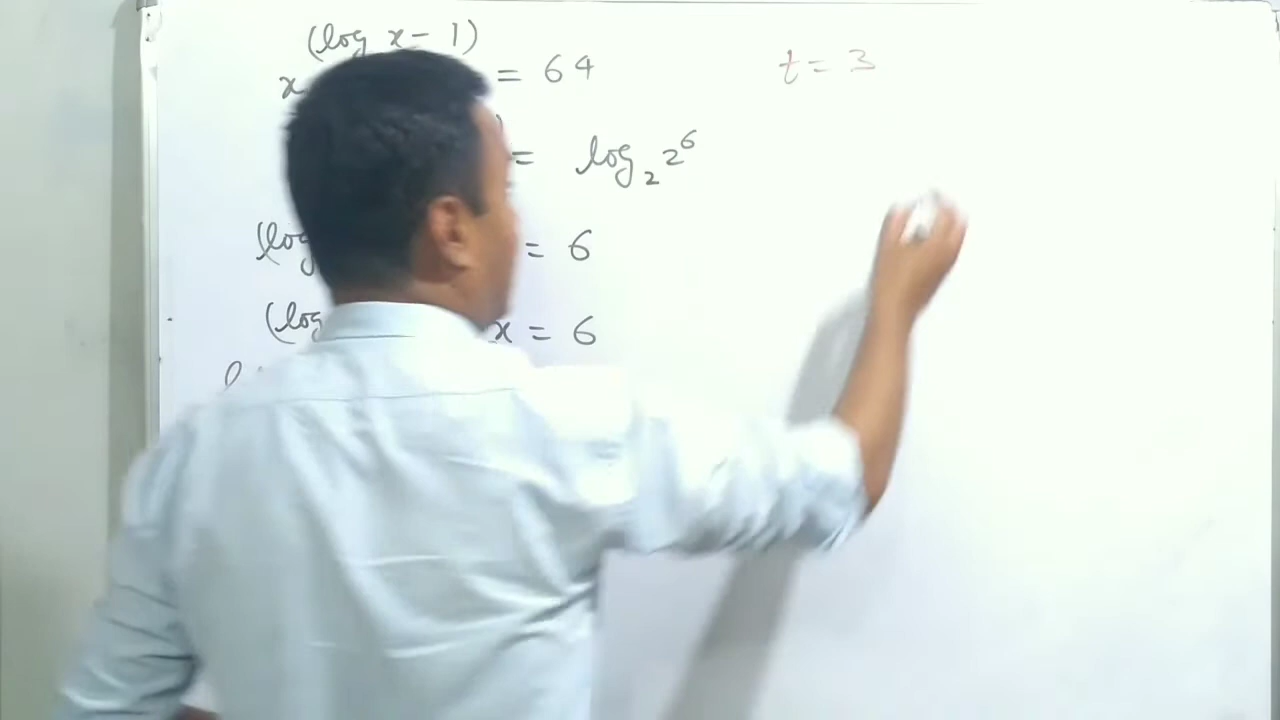 (log x - 1)
x = 64
= log₂ 2⁶
(log = 6
(log x = 6
t = 3